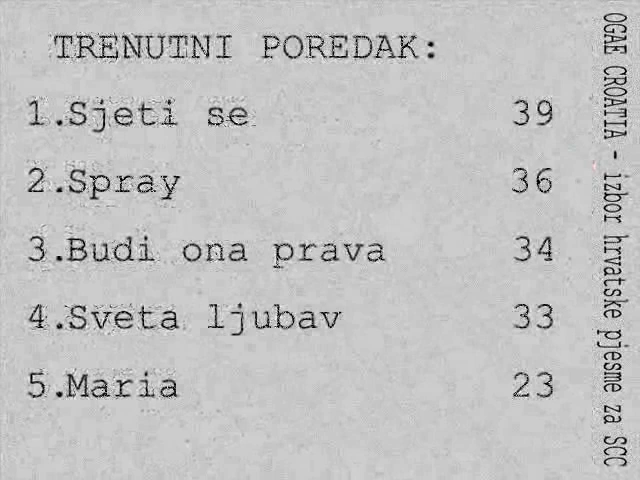 TRENUTNI POREDAK:
1.Sjeti se 39
2.Spray 36
3.Budi ona prava 34
4.Sveta ljubav 33
5.Maria 23
OGAE CROATIA - izbor hrvatske pjesme za SCC